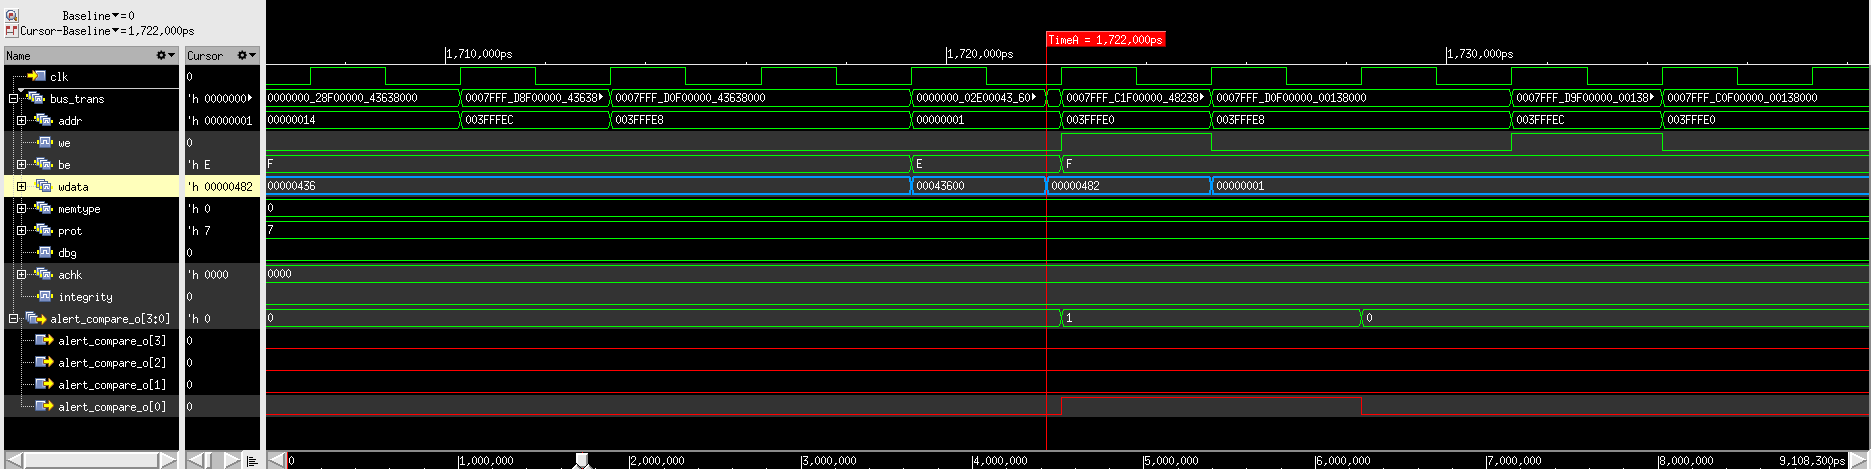 Baseline▼=0
Cursor-Baseline▼=1,722,000ps
TimeA = 1,722,000ps
Name Cursor 1,710,000ps 1,720,000ps 1,730,000ps
clk 0
bus_trans 'h 0000000 0000000_28F00000_43638000 0007FFF_D8F00000_43638 0007FFF_D0F00000_43638000 0000000_02E00043_60 0007FFF_C1F00000_48238 0007FFF_D0F00000_00138000 0007FFF_D9F00000_00138 0007FFF_C0F00000_00138000
addr 'h 00000001 00000014 003FFFEC 003FFFE8 00000001 003FFFE0 003FFFE8 003FFFEC 003FFFE0
we 0
be 'h E F E F
wdata 'h 00000482 00000436 00043600 00000482 00000001
memtype 'h 0 0
prot 'h 7 7
dbg 0
achk 'h 0000 0000
integrity 0
alert_compare_o[3:0] 'h 0 0 1 0
alert_compare_o[3] 0
alert_compare_o[2] 0
alert_compare_o[1] 0
alert_compare_o[0] 0
0 1,000,000 2,000,000 3,000,000 4,000,000 5,000,000 6,000,000 7,000,000 8,000,000 9,108,300ps